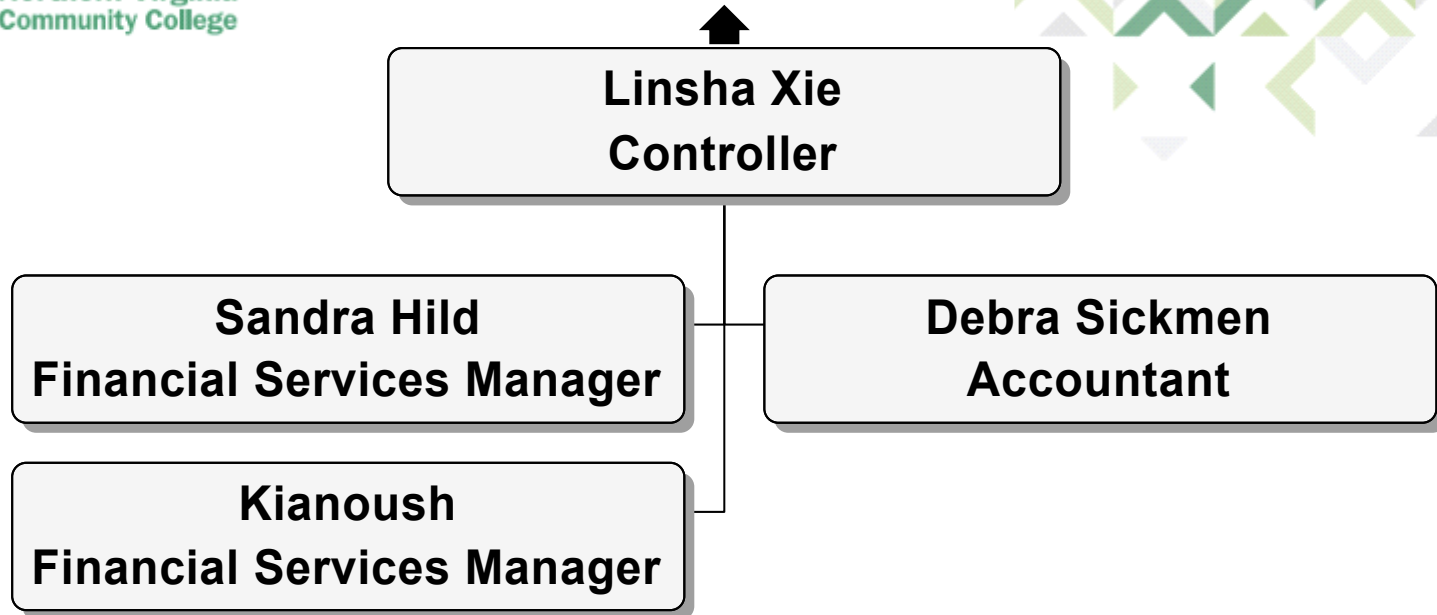 Community College
Linsha Xie
Controller
Sandra Hild
Financial Services Manager
Debra Sickmen
Accountant
Kianoush
Financial Services Manager